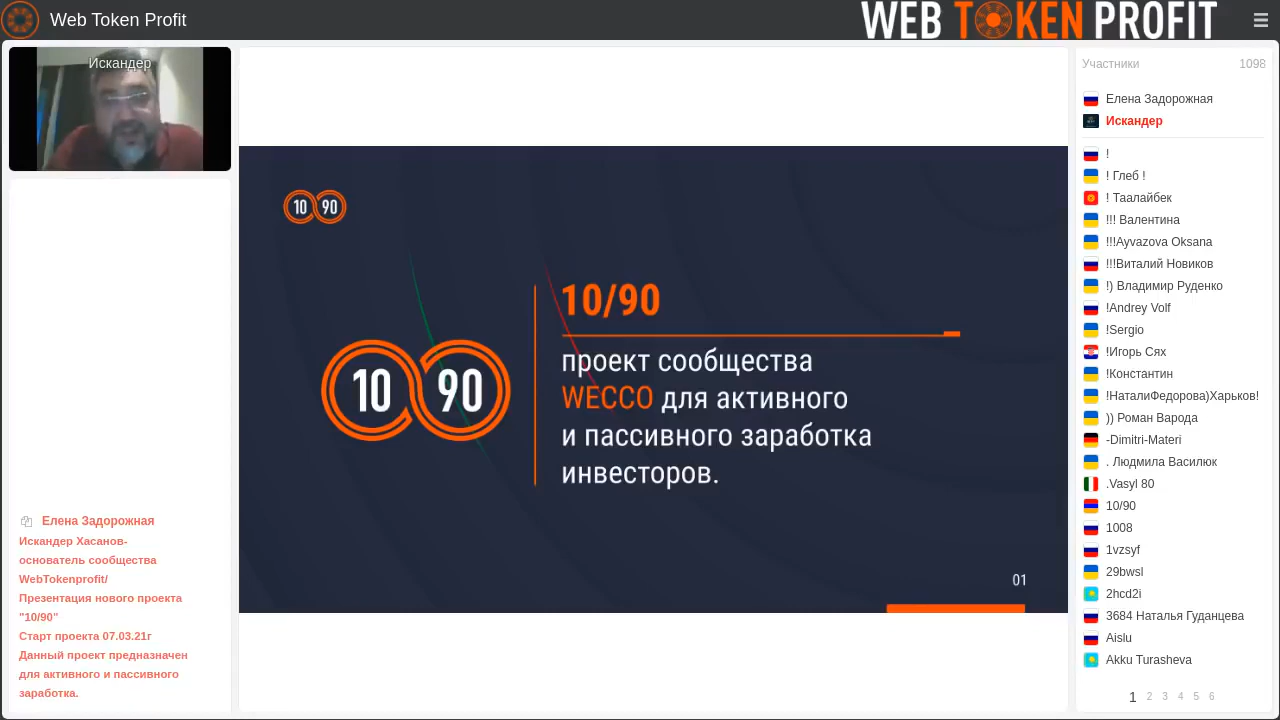 Web Token Profit
WEB TOKEN PROFIT
Искандер
10 90
10 90
10/90
проект сообщества
WECCO для активного
и пассивного заработка
инвесторов.
01
Елена Задорожная
Искандер Хасанов-
основатель сообщества
WebTokenprofit/
Презентация нового проекта
"10/90"
Старт проекта 07.03.21г
Данный проект предназначен
для активного и пассивного
заработка.
Участники 1098
Елена Задорожная
Искандер
!
! Глеб !
! Таалайбек
!!! Валентина
!!!Ayvazova Oksana
!!!Виталий Новиков
!) Владимир Руденко
!Andrey Volf
!Sergio
!Игорь Сях
!Константин
!НаталиФедорова)Харьков!
)) Роман Варода
-Dimitri-Materi
. Людмила Василюк
.Vasyl 80
10/90
1008
1vzsyf
29bwsl
2hcd2i
3684 Наталья Гуданцева
Aislu
Akku Turasheva
1 2 3 4 5 6